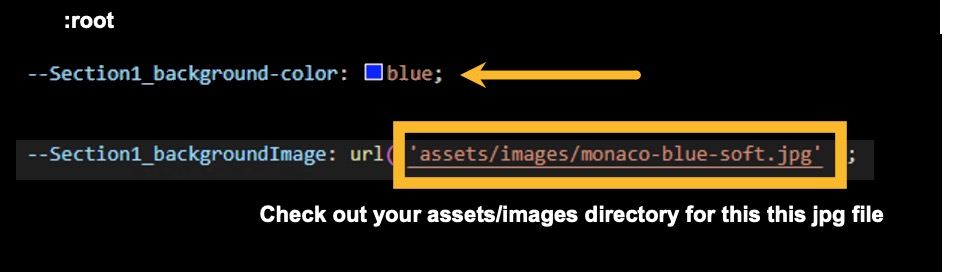 :root
--Section1_background-color: blue;
--Section1_backgroundImage: url( 'assets/images/monaco-blue-soft.jpg' ;
Check out your assets/images directory for this this jpg file